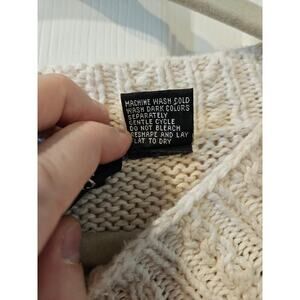 MACHINE WASH COLD
WASH DARK COLORS
SEPARATELY
GENTLE CYCLE
DO NOT BLEACH
RESHAPE AND LAY
FLAT TO DRY